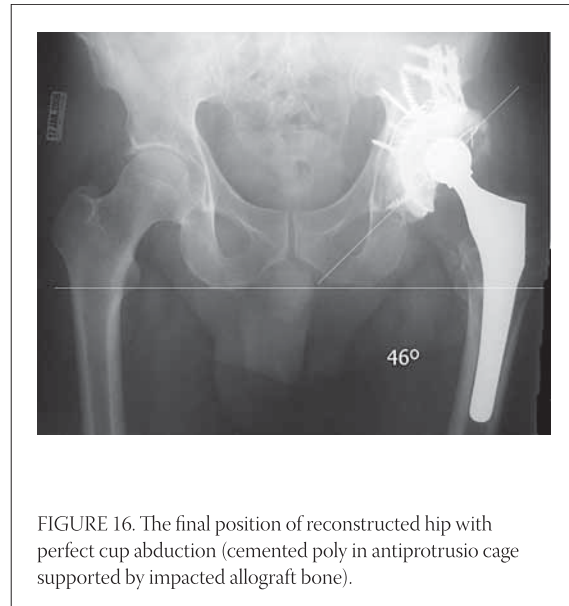 46º
FIGURE 16. The final position of reconstructed hip with
perfect cup abduction (cemented poly in antiprotrusio cage
supported by impacted allograft bone).